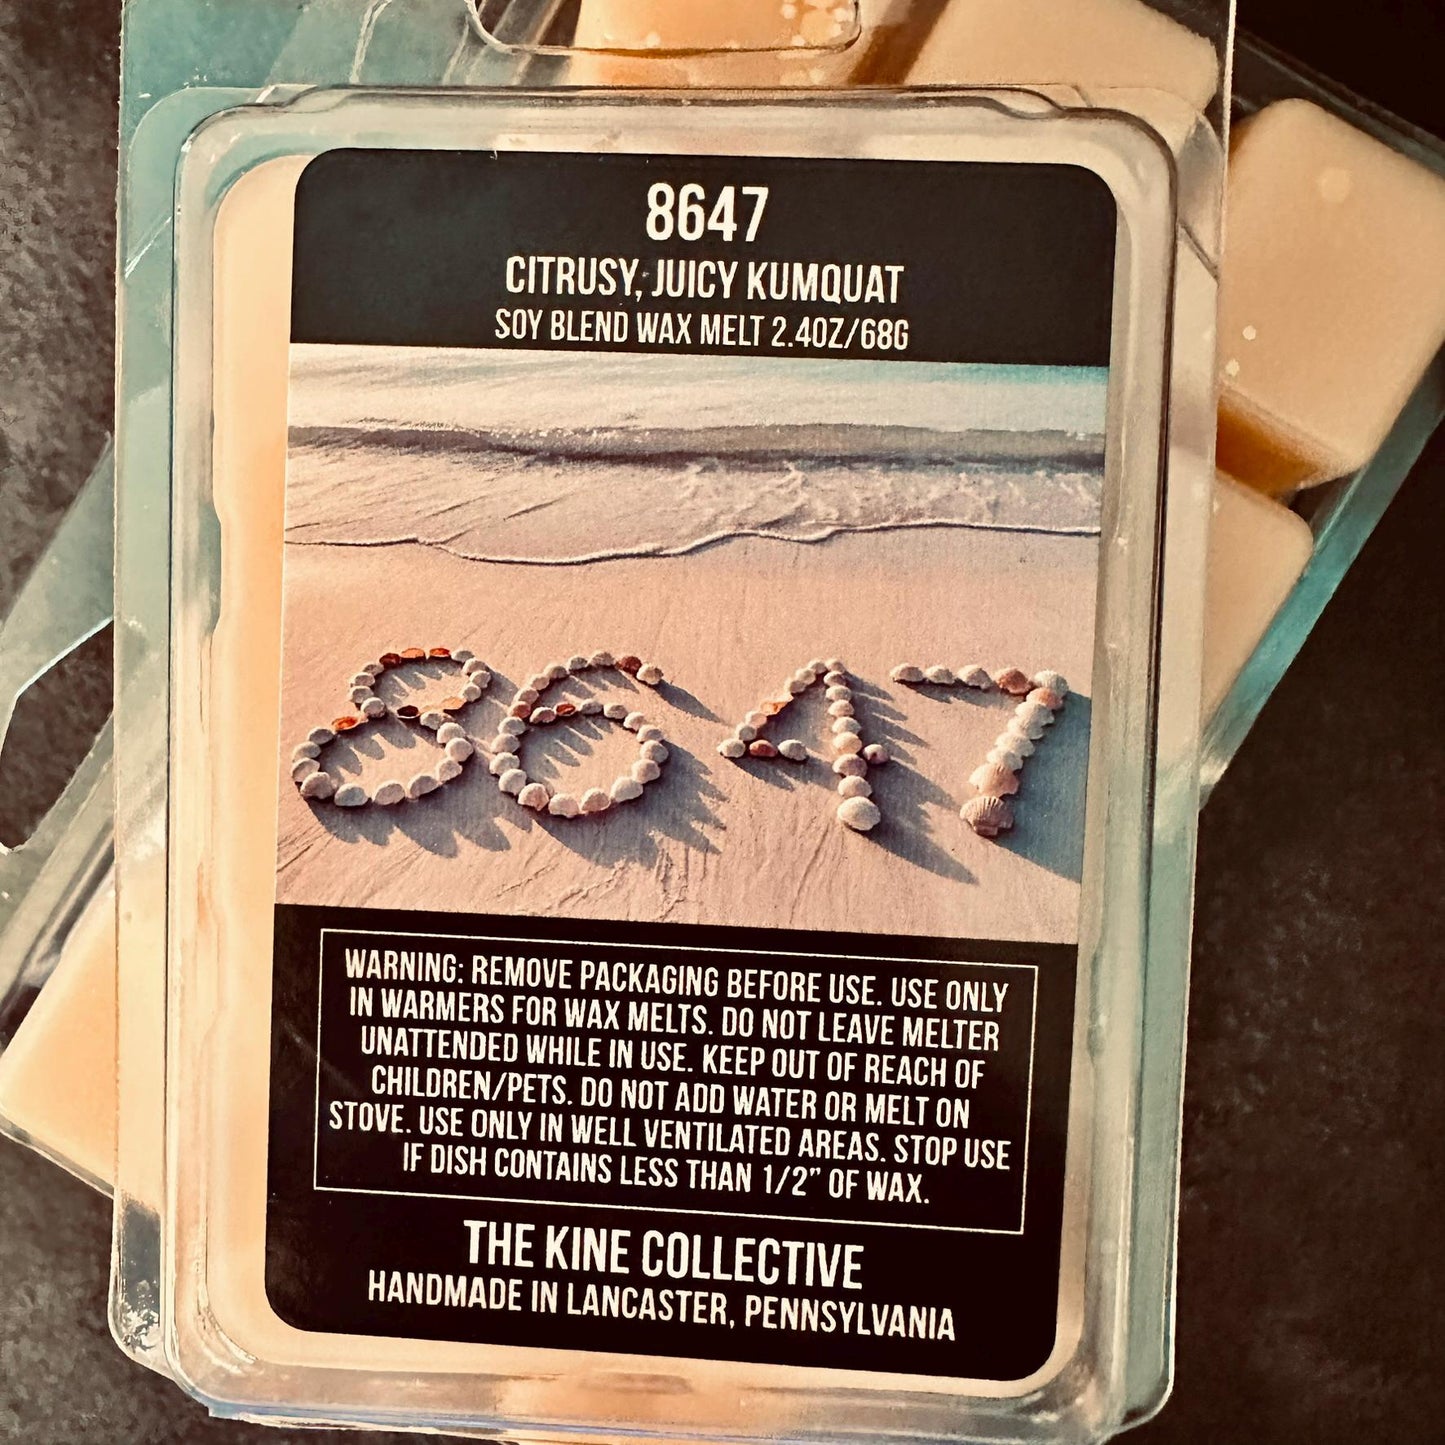 8647
CITRUSY, JUICY KUMQUAT
SOY BLEND WAX MELT 2.4OZ/68G
86 47
WARNING: REMOVE PACKAGING BEFORE USE. USE ONLY
IN WARMERS FOR WAX MELTS. DO NOT LEAVE MELTER
UNATTENDED WHILE IN USE. KEEP OUT OF REACH OF
CHILDREN/PETS. DO NOT ADD WATER OR MELT ON
STOVE. USE ONLY IN WELL VENTILATED AREAS. STOP USE
IF DISH CONTAINS LESS THAN 1/2” OF WAX.
THE KINE COLLECTIVE
HANDMADE IN LANCASTER, PENNSYLVANIA